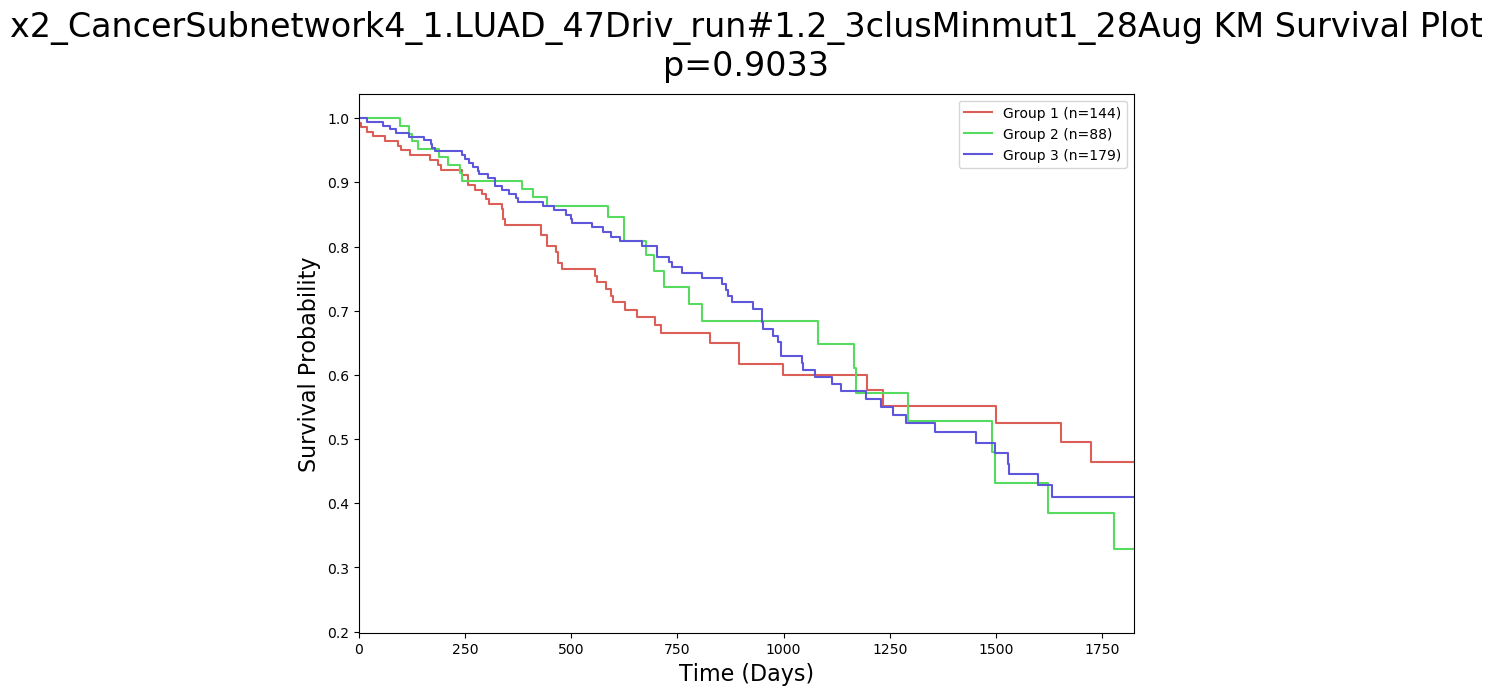 x2_CancerSubnetwork4_1.LUAD_47Driv_run#1.2_3clusMinmut1_28Aug KM Survival Plot
p=0.9033
Group 1 (n=144)
Group 2 (n=88)
Group 3 (n=179)
Survival Probability
1.0
0.9
0.8
0.7
0.6
0.5
0.4
0.3
0.2
0 250 500 750 1000 1250 1500 1750
Time (Days)